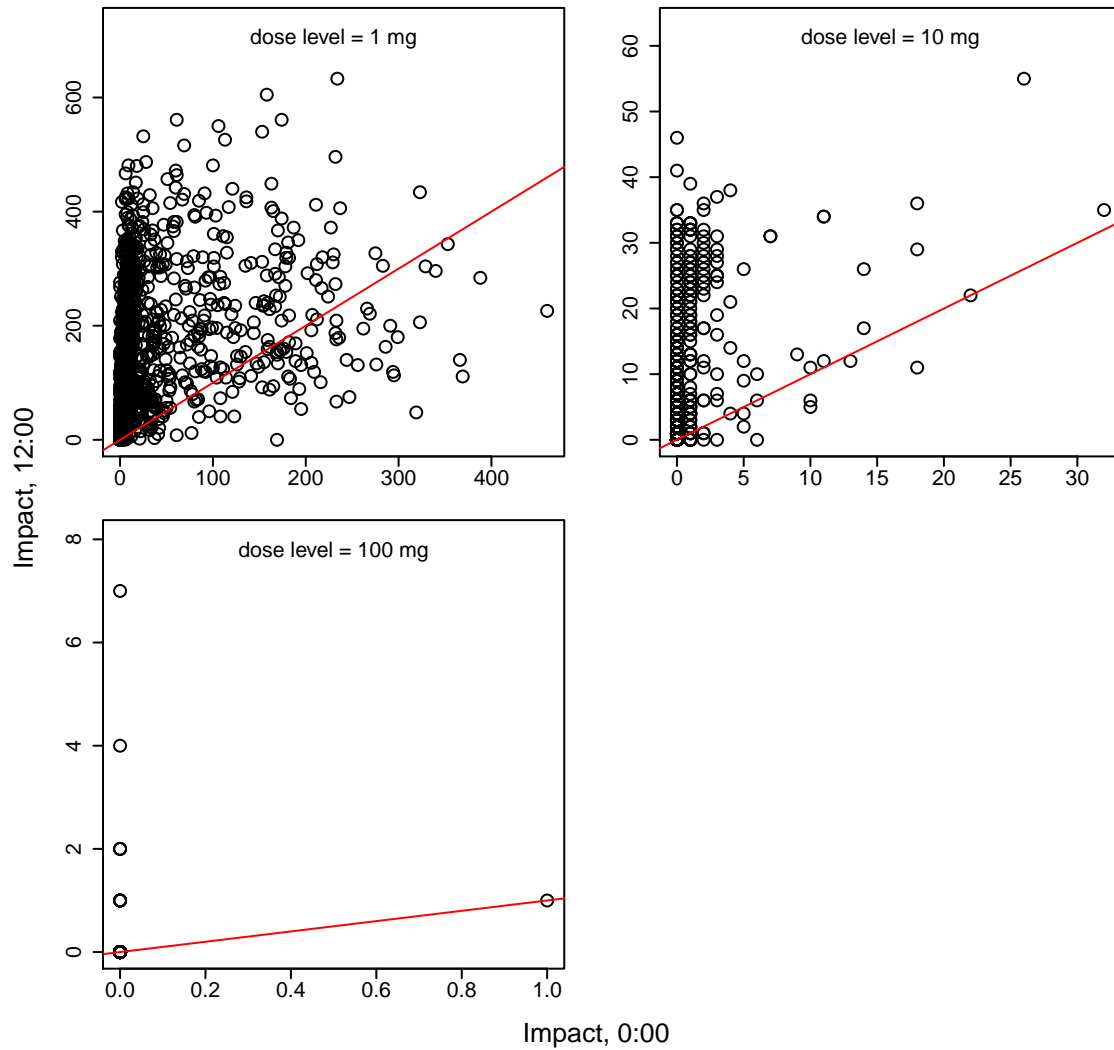 dose level = 1 mg
0
200
400
600
0 100 200 300 400
dose level = 10 mg
0
10
20
30
40
50
60
0 5 10 15 20 25 30
dose level = 100 mg
0
2
4
6
8
0.0 0.2 0.4 0.6 0.8 1.0
Impact, 12:00
Impact, 0:00